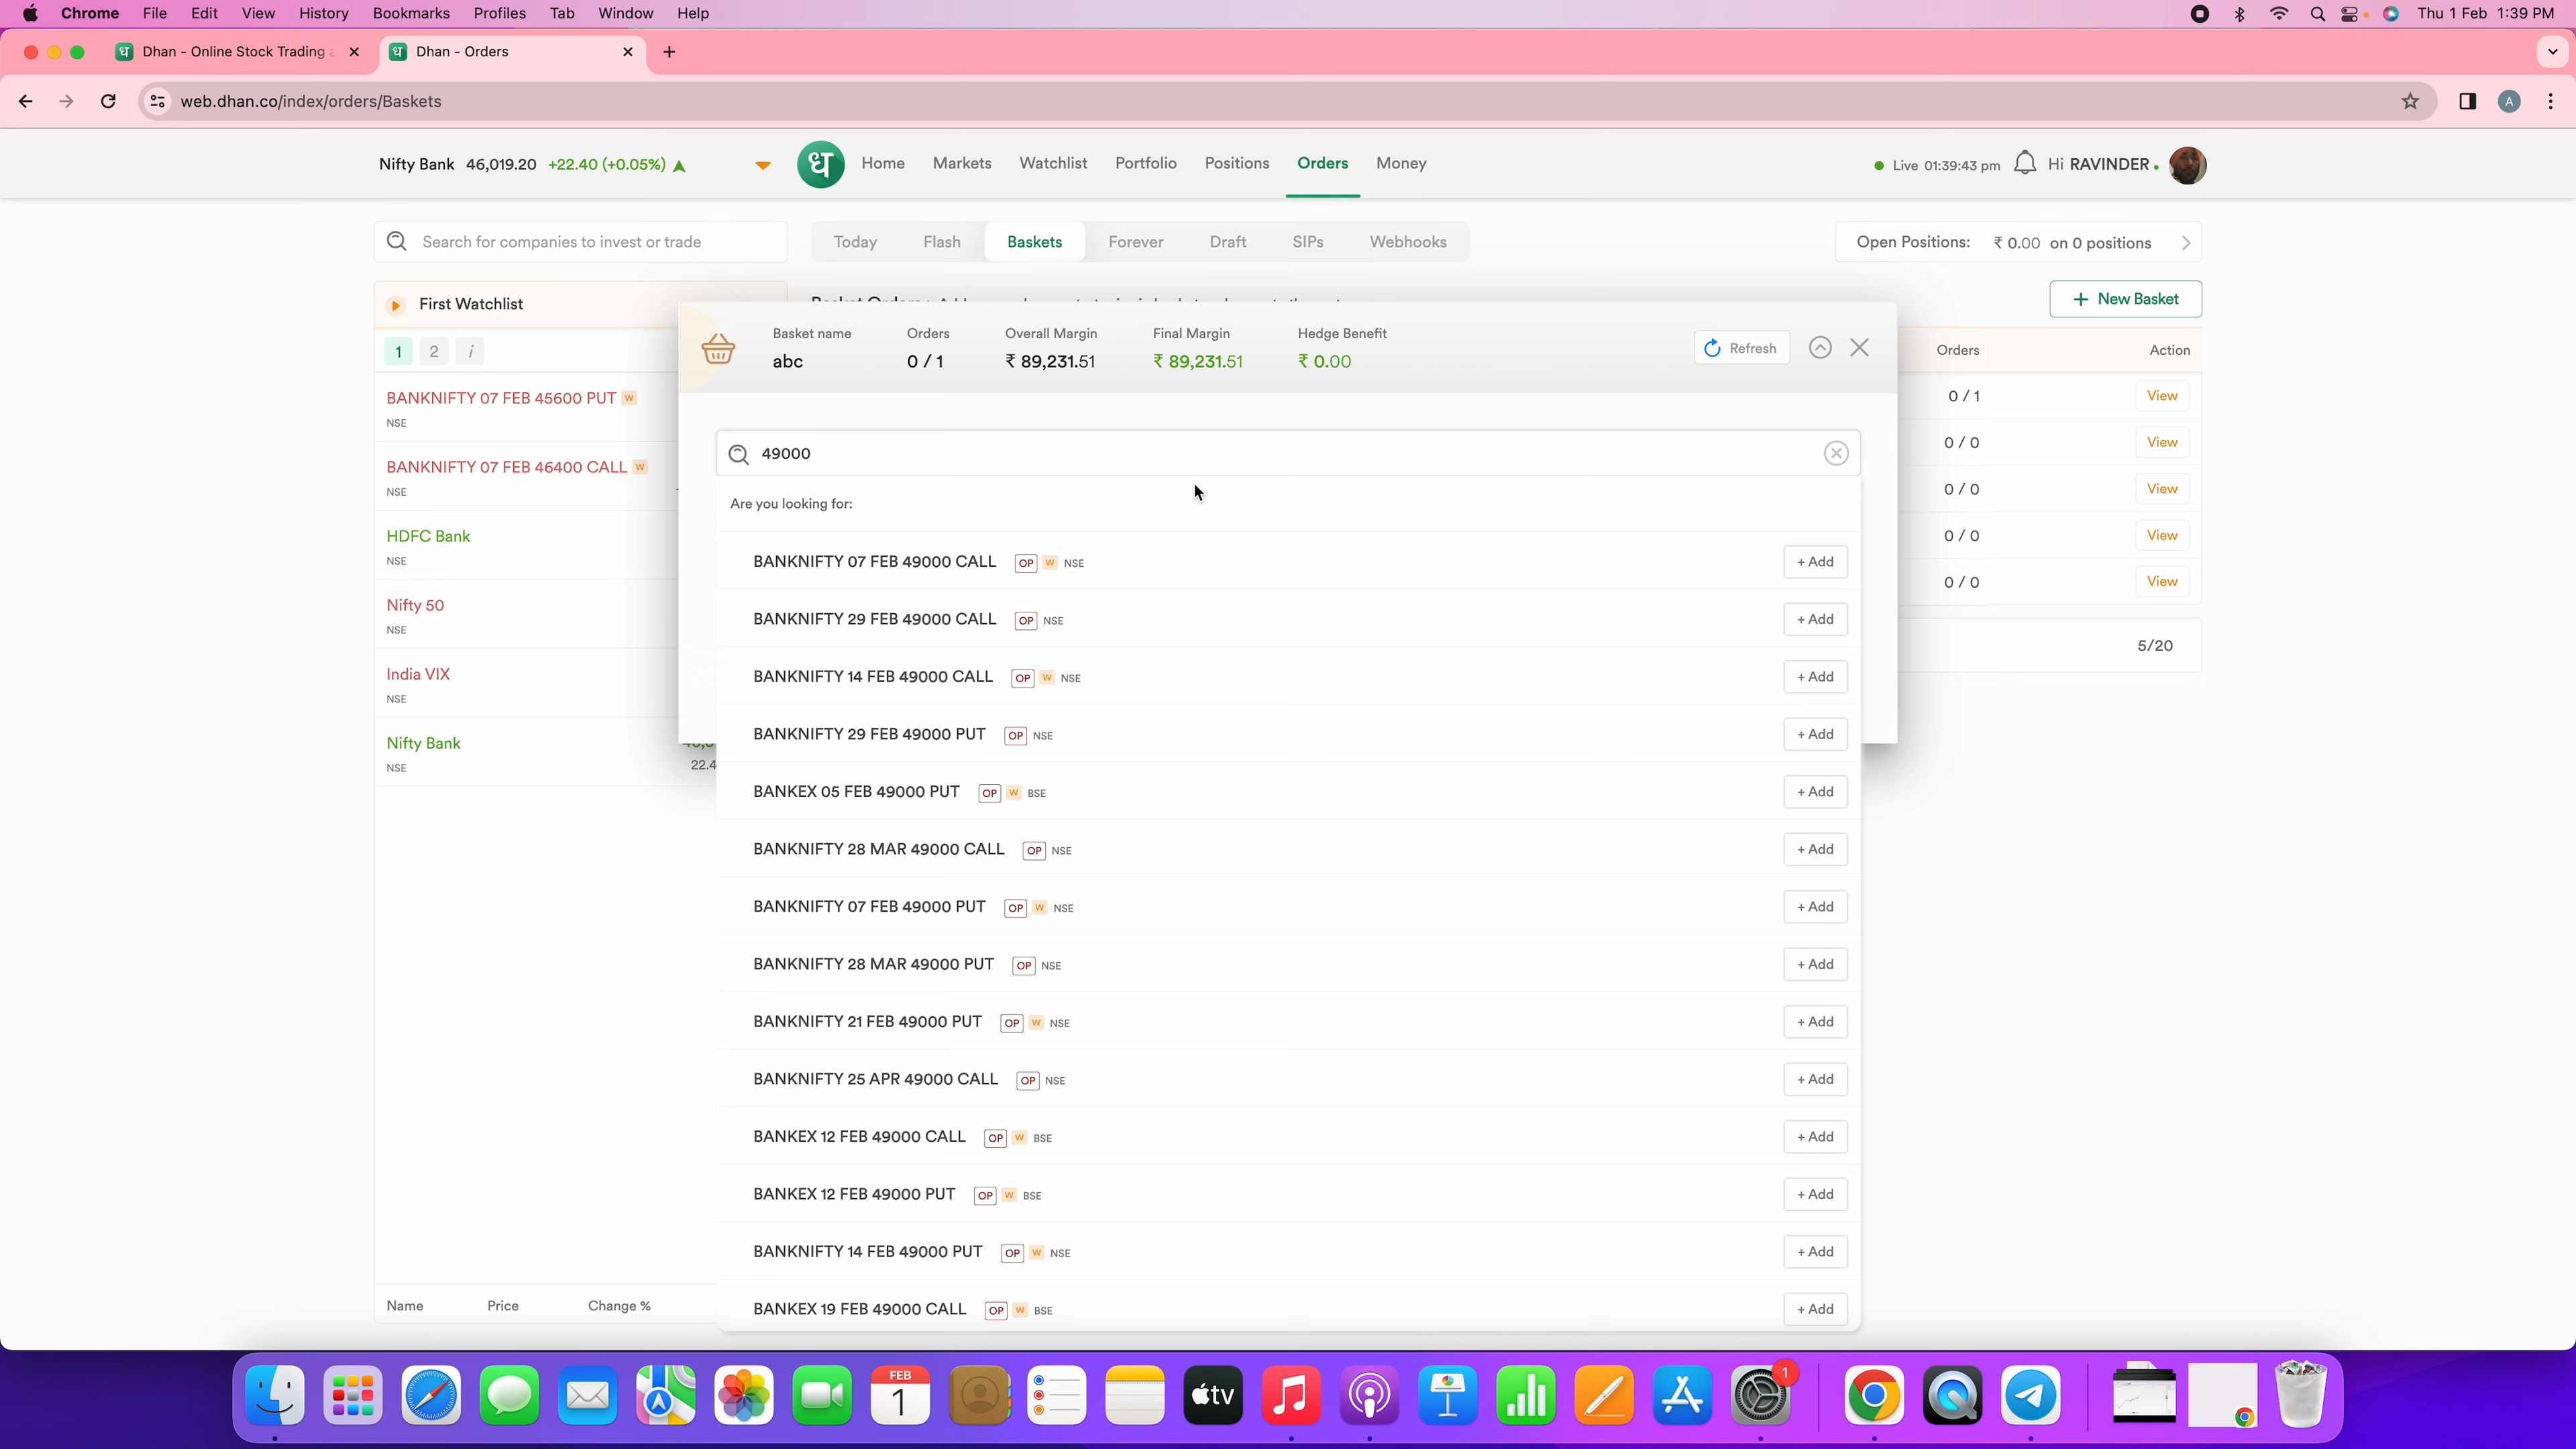 Chrome File Edit View History Bookmarks Profiles Tab Window Help Thu 1 Feb 1:39 PM
Dhan - Online Stock Trading a Dhan - Orders
web.dhan.co/index/orders/Baskets A
Nifty Bank 46,019.20 +22.40 (+0.05%) ध Home Markets Watchlist Portfolio Positions Orders Money Live 01:39:43 pm Hi RAVINDER
Search for companies to invest or trade Today Flash Baskets Forever Draft SIPs Webhooks Open Positions: ₹ 0.00 on 0 positions
First Watchlist + New Basket
Basket name Orders Overall Margin Final Margin Hedge Benefit
abc 0 / 1 ₹ 89,231.51 ₹ 89,231.51 ₹ 0.00 Refresh
1 2 i Orders Action
BANKNIFTY 07 FEB 45600 PUT W 0 / 1 View
NSE
49000 0 / 0 View
BANKNIFTY 07 FEB 46400 CALL W
NSE 0 / 0 View
Are you looking for:
HDFC Bank 0 / 0 View
NSE
BANKNIFTY 07 FEB 49000 CALL OP W NSE + Add
0 / 0 View
Nifty 50
NSE
BANKNIFTY 29 FEB 49000 CALL OP NSE + Add
5/20
India VIX
NSE
BANKNIFTY 14 FEB 49000 CALL OP W NSE + Add
BANKNIFTY 29 FEB 49000 PUT OP NSE + Add
Nifty Bank
NSE 22.4
BANKEX 05 FEB 49000 PUT OP W BSE + Add
BANKNIFTY 28 MAR 49000 CALL OP NSE + Add
BANKNIFTY 07 FEB 49000 PUT OP W NSE + Add
BANKNIFTY 28 MAR 49000 PUT OP NSE + Add
BANKNIFTY 21 FEB 49000 PUT OP W NSE + Add
BANKNIFTY 25 APR 49000 CALL OP NSE + Add
BANKEX 12 FEB 49000 CALL OP W BSE + Add
BANKEX 12 FEB 49000 PUT OP W BSE + Add
BANKNIFTY 14 FEB 49000 PUT OP W NSE + Add
Name Price Change %
BANKEX 19 FEB 49000 CALL OP W BSE + Add
FEB
1
tv
1